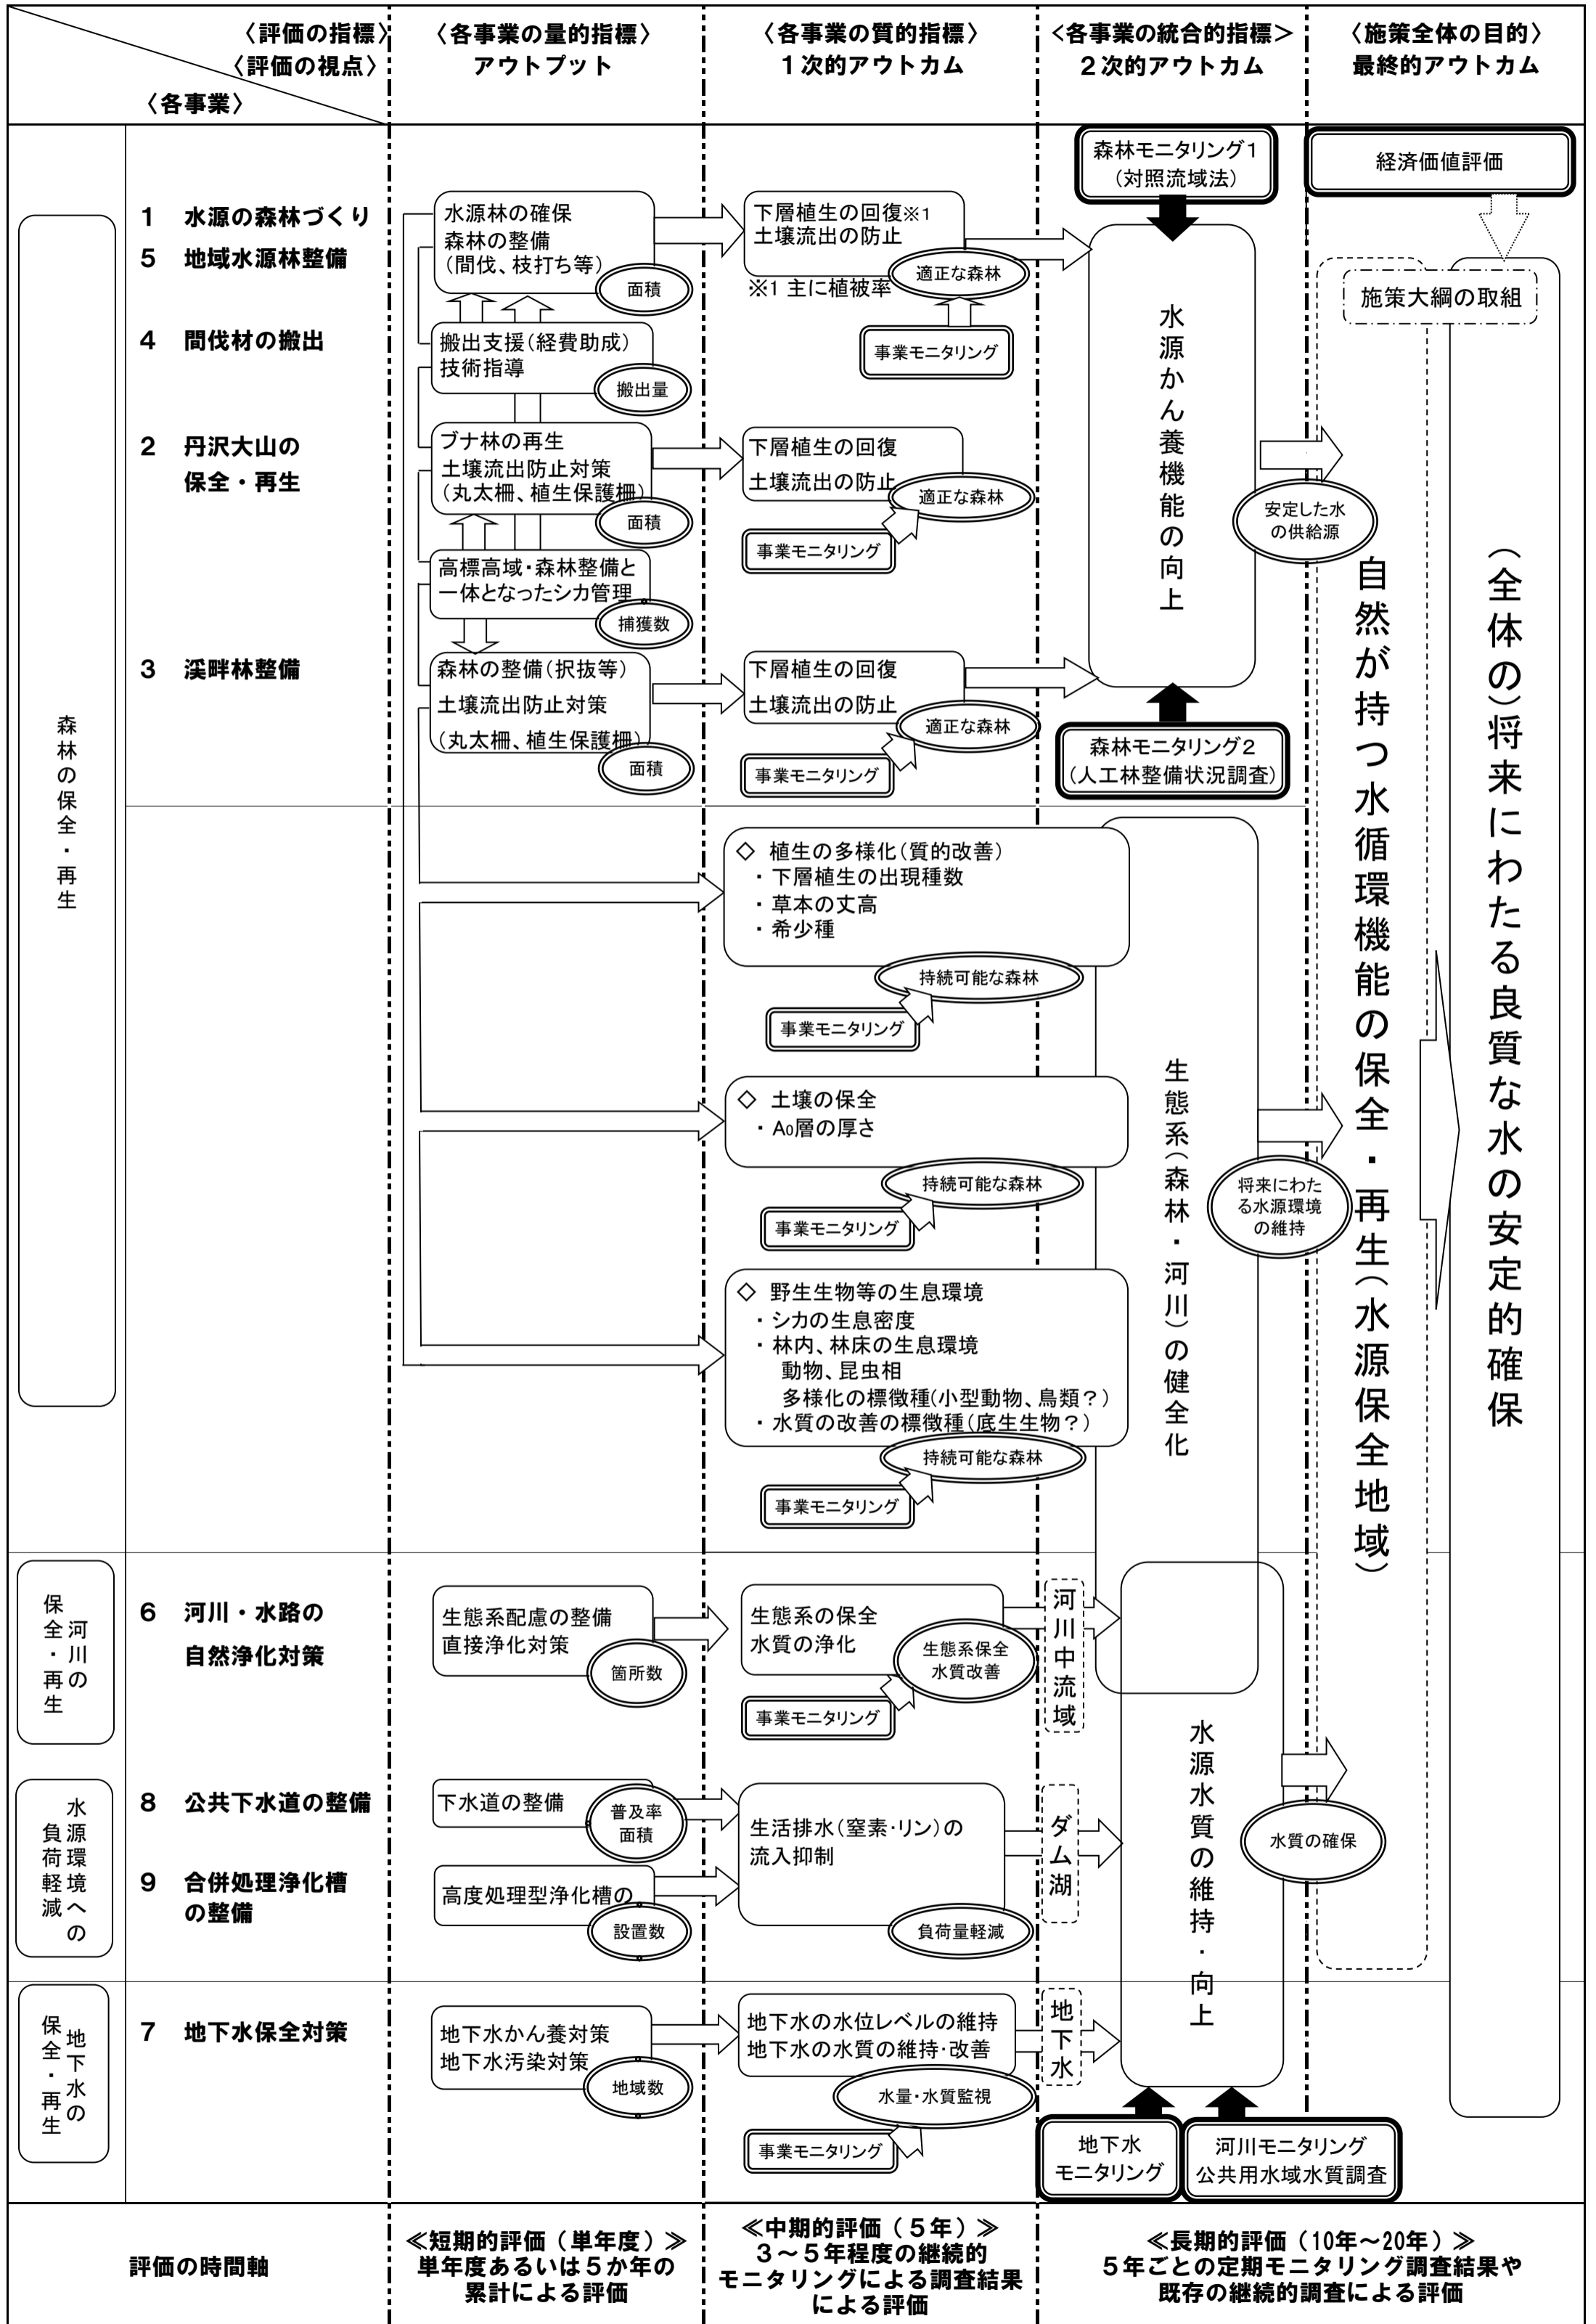 〈評価の指標〉
〈評価の視点〉
〈各事業〉
〈各事業の量的指標〉
アウトプット
〈各事業の質的指標〉
1次的アウトカム
<各事業の統合的指標>
2次的アウトカム
〈施策全体の目的〉
最終的アウトカム
森林の保全・再生
1 水源の森林づくり
5 地域水源林整備
4 間伐材の搬出
2 丹沢大山の
保全・再生
3 渓畔林整備
水源林の確保
森林の整備
(間伐、枝打ち等)
面積
搬出支援(経費助成)
技術指導
搬出量
ブナ林の再生
土壌流出防止対策
(丸太柵、植生保護柵)
面積
高標高域・森林整備と
一体となったシカ管理
捕獲数
森林の整備(択抜等)
土壌流出防止対策
(丸太柵、植生保護柵)
面積
下層植生の回復※1
土壌流出の防止
適正な森林
※1 主に植被率
事業モニタリング
下層植生の回復
土壌流出の防止
適正な森林
事業モニタリング
下層植生の回復
土壌流出の防止
適正な森林
事業モニタリング
◇ 植生の多様化(質的改善)
・下層植生の出現種数
・草本の丈高
・希少種
持続可能な森林
事業モニタリング
◇ 土壌の保全
・A0層の厚さ
持続可能な森林
事業モニタリング
◇ 野生生物等の生息環境
・シカの生息密度
・林内、林床の生息環境
動物、昆虫相
多様化の標徴種(小型動物、鳥類?)
・水質の改善の標徴種(底生生物?)
持続可能な森林
事業モニタリング
森林モニタリング1
(対照流域法)
水源かん養機能の向上
森林モニタリング2
(人工林整備状況調査)
安定した水
の供給源
生態系(森林・河川)の健全化
将来にわた
る水源環境
の維持
経済価値評価
施策大綱の取組
自然が持つ水循環機能の保全・再生(水源保全地域)
(全体の)将来にわたる良質な水の安定的確保
河川の
保全・再生
6 河川・水路の
自然浄化対策
生態系配慮の整備
直接浄化対策
箇所数
生態系の保全
水質の浄化
生態系保全
水質改善
事業モニタリング
河川中流域
水源環境への
負荷軽減
8 公共下水道の整備
9 合併処理浄化槽
の整備
下水道の整備
普及率
面積
高度処理型浄化槽の
設置数
生活排水(窒素・リン)の
流入抑制
負荷量軽減
ダム湖
水源水質の維持・向上
水質の確保
地下水の
保全・再生
7 地下水保全対策
地下水かん養対策
地下水汚染対策
地域数
地下水の水位レベルの維持
地下水の水質の維持・改善
水量・水質監視
事業モニタリング
地下水
地下水
モニタリング
河川モニタリング
公共用水域水質調査
評価の時間軸
≪短期的評価(単年度)≫
単年度あるいは5か年の
累計による評価
≪中期的評価(5年)≫
3~5年程度の継続的
モニタリングによる調査結果
による評価
≪長期的評価(10年~20年)≫
5年ごとの定期モニタリング調査結果や
既存の継続的調査による評価